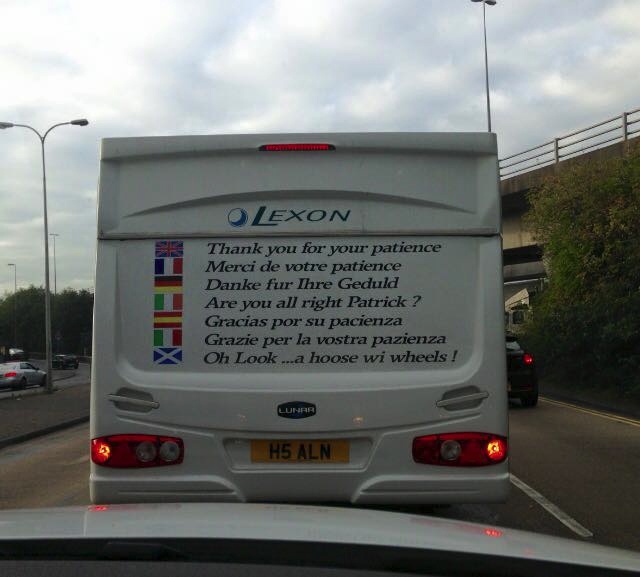 LEXON
Thank you for your patience
Merci de votre patience
Danke fur Ihre Geduld
Are you all right Patrick ?
Gracias por su pacienza
Grazie per la vostra pazienza
Oh Look ...a hoose wi wheels !
LUNAR
H5 ALN